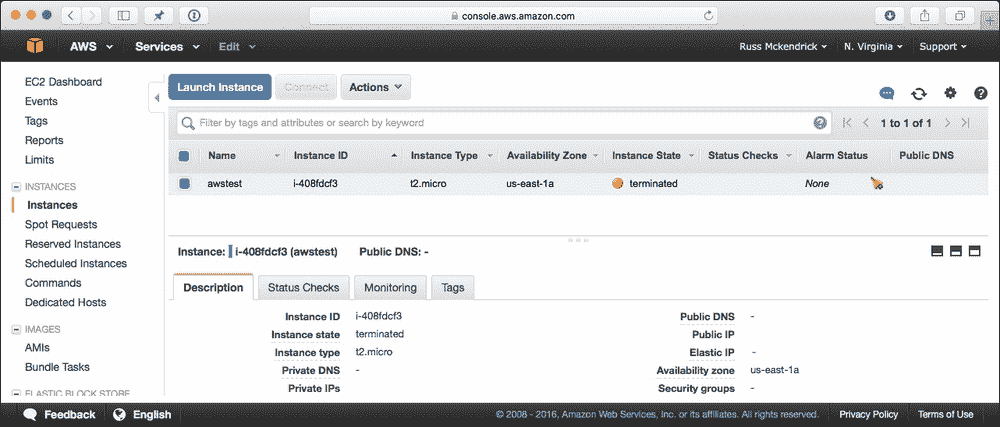 console.aws.amazon.com
AWS Services Edit Russ Mckendrick N. Virginia Support
EC2 Dashboard
Events
Tags
Reports
Limits
INSTANCES
Instances
Spot Requests
Reserved Instances
Scheduled Instances
Commands
Dedicated Hosts
IMAGES
AMIs
Bundle Tasks
ELASTIC BLOCK STORE
Launch Instance Connect Actions
Filter by tags and attributes or search by keyword 1 to 1 of 1
Name Instance ID Instance Type Availability Zone Instance State Status Checks Alarm Status Public DNS
awstest i-408fdcf3 t2.micro us-east-1a terminated None
Instance: i-408fdcf3 (awstest) Public DNS: -
Description Status Checks Monitoring Tags
Instance ID i-408fdcf3
Instance state terminated
Instance type t2.micro
Private DNS -
Private IPs
Public DNS -
Public IP
Elastic IP -
Availability zone us-east-1a
Security groups -
Feedback English © 2008 - 2016, Amazon Web Services, Inc. or its affiliates. All rights reserved. Privacy Policy Terms of Use